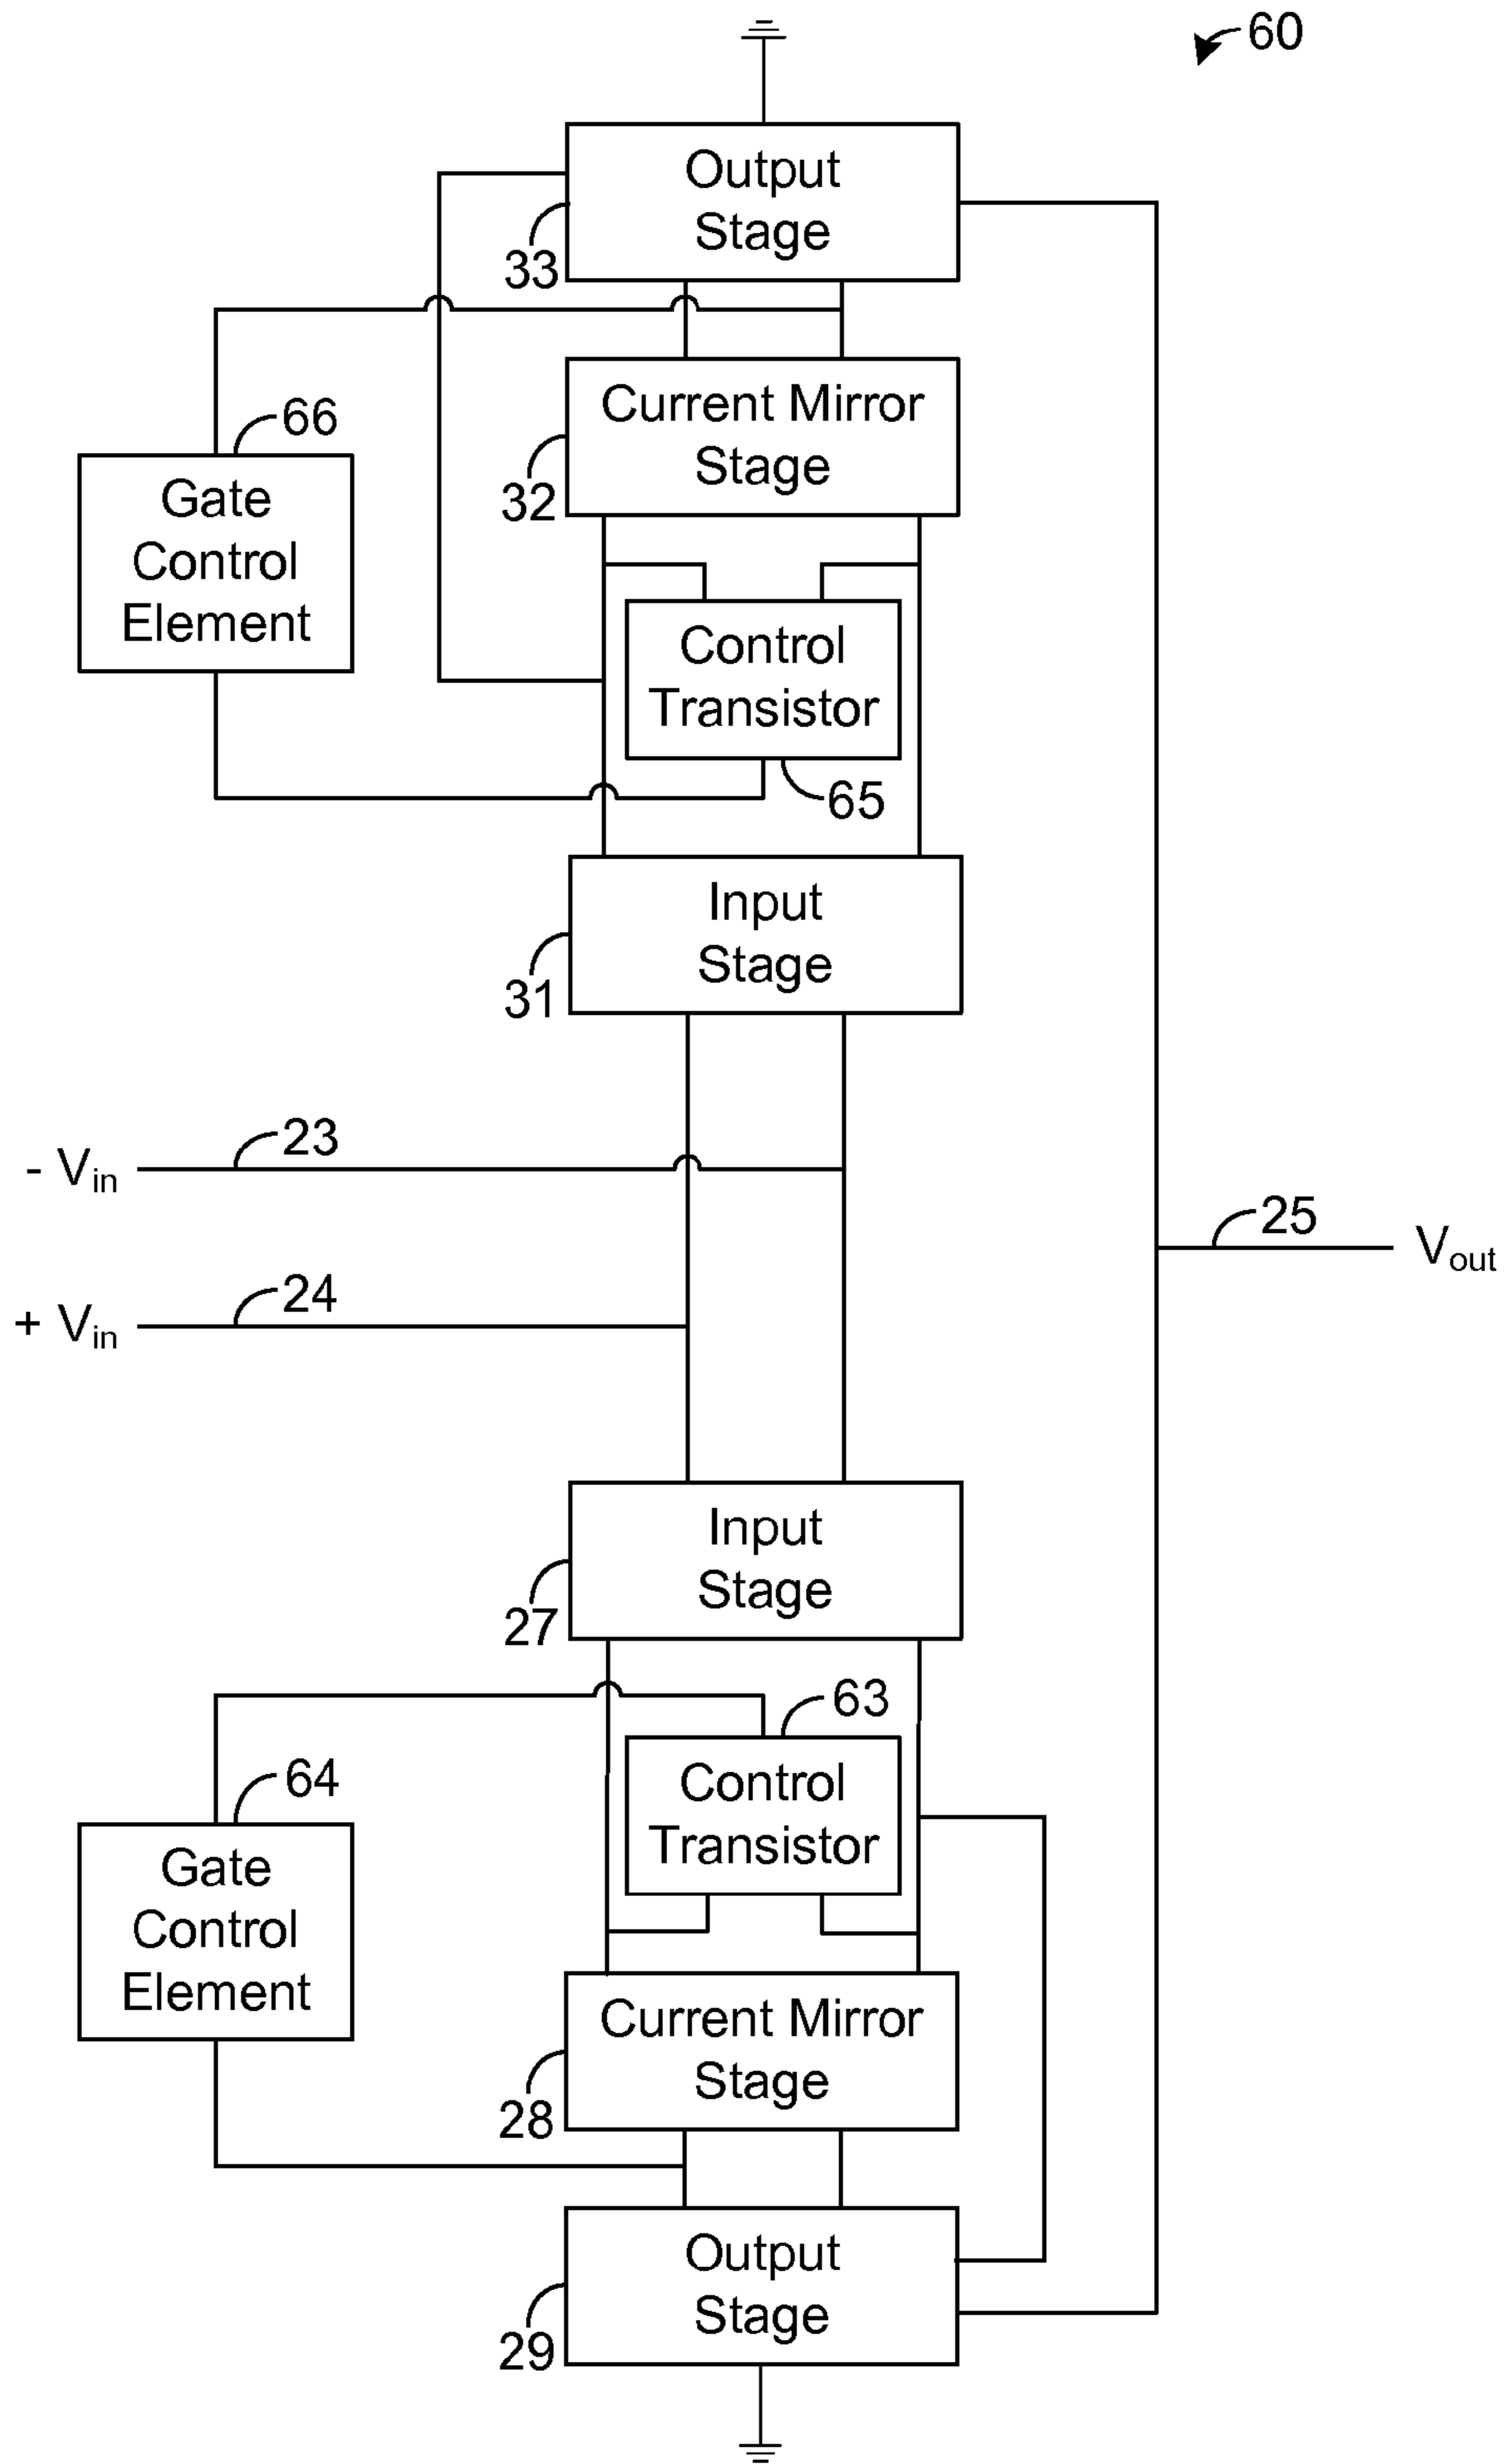 60
Output
Stage
33
Current Mirror
Stage
32
66
Gate
Control
Element
Control
Transistor
65
Input
Stage
31
- Vin
23
+ Vin
24
25
Vout
Input
Stage
27
63
Control
Transistor
64
Gate
Control
Element
Current Mirror
Stage
28
Output
Stage
29